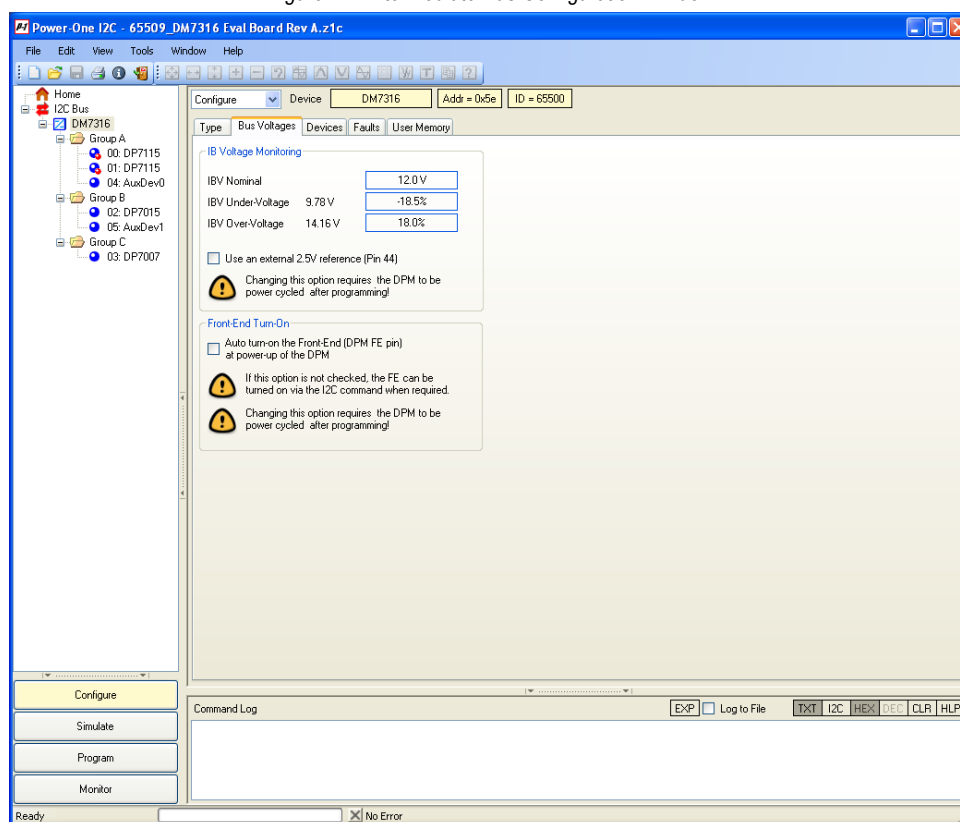 Power-One I2C - 65509_DM7316 Eval Board Rev A.z1c
File Edit View Tools Window Help
Home
I2C Bus
DM7316
Group A
00: DP7115
01: DP7115
04: AuxDev0
Group B
02: DP7015
05: AuxDev1
Group C
03: DP7007
Configure Device DM7316 Addr = 0x5e ID = 65500
Type Bus Voltages Devices Faults User Memory
IB Voltage Monitoring
IBV Nominal 12.0 V
IBV Under-Voltage 9.78 V -18.5%
IBV Over-Voltage 14.16 V 18.0%
Use an external 2.5V reference (Pin 44)
Changing this option requires the DPM to be
power cycled after programming!
Front-End Turn-On
Auto turn-on the Front-End (DPM FE pin)
at power-up of the DPM
If this option is not checked, the FE can be
turned on via the I2C command when required.
Changing this option requires the DPM to be
power cycled after programming!
Configure
Simulate
Program
Monitor
Command Log EXP Log to File TXT I2C HEX DEC CLR HLP
Ready No Error